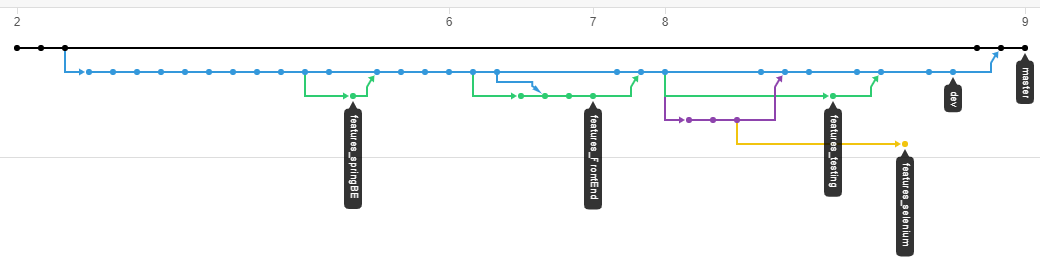 2
6
7
8
9
master
dev
features_springBE
features_FrontEnd
features_testing
features_selenium